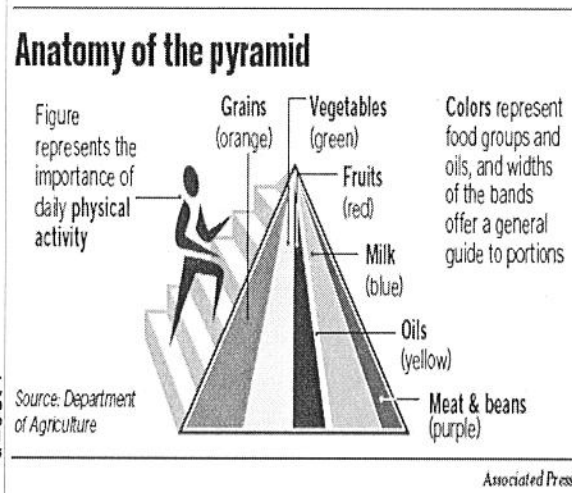 Anatomy of the pyramid
Figure
represents the
importance of
daily physical
activity
Grains
(orange)
Vegetables
(green)
Fruits
(red)
Milk
(blue)
Oils
(yellow)
Meat & beans
(purple)
Colors represent
food groups and
oils, and widths
of the bands
offer a general
guide to portions
Source: Department
of Agriculture
Associated Press